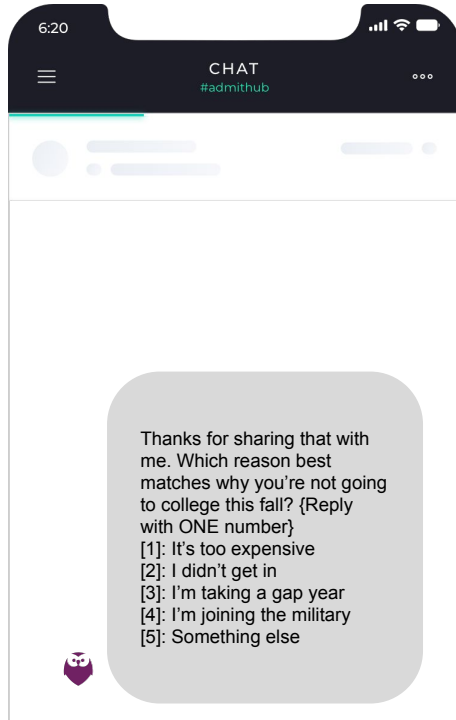 6:20
CHAT
#admithub
Thanks for sharing that with
me. Which reason best
matches why you're not going
to college this fall? {Reply
with ONE number}
[1]: It's too expensive
[2]: I didn't get in
[3]: I'm taking a gap year
[4]: I'm joining the military
[5]: Something else